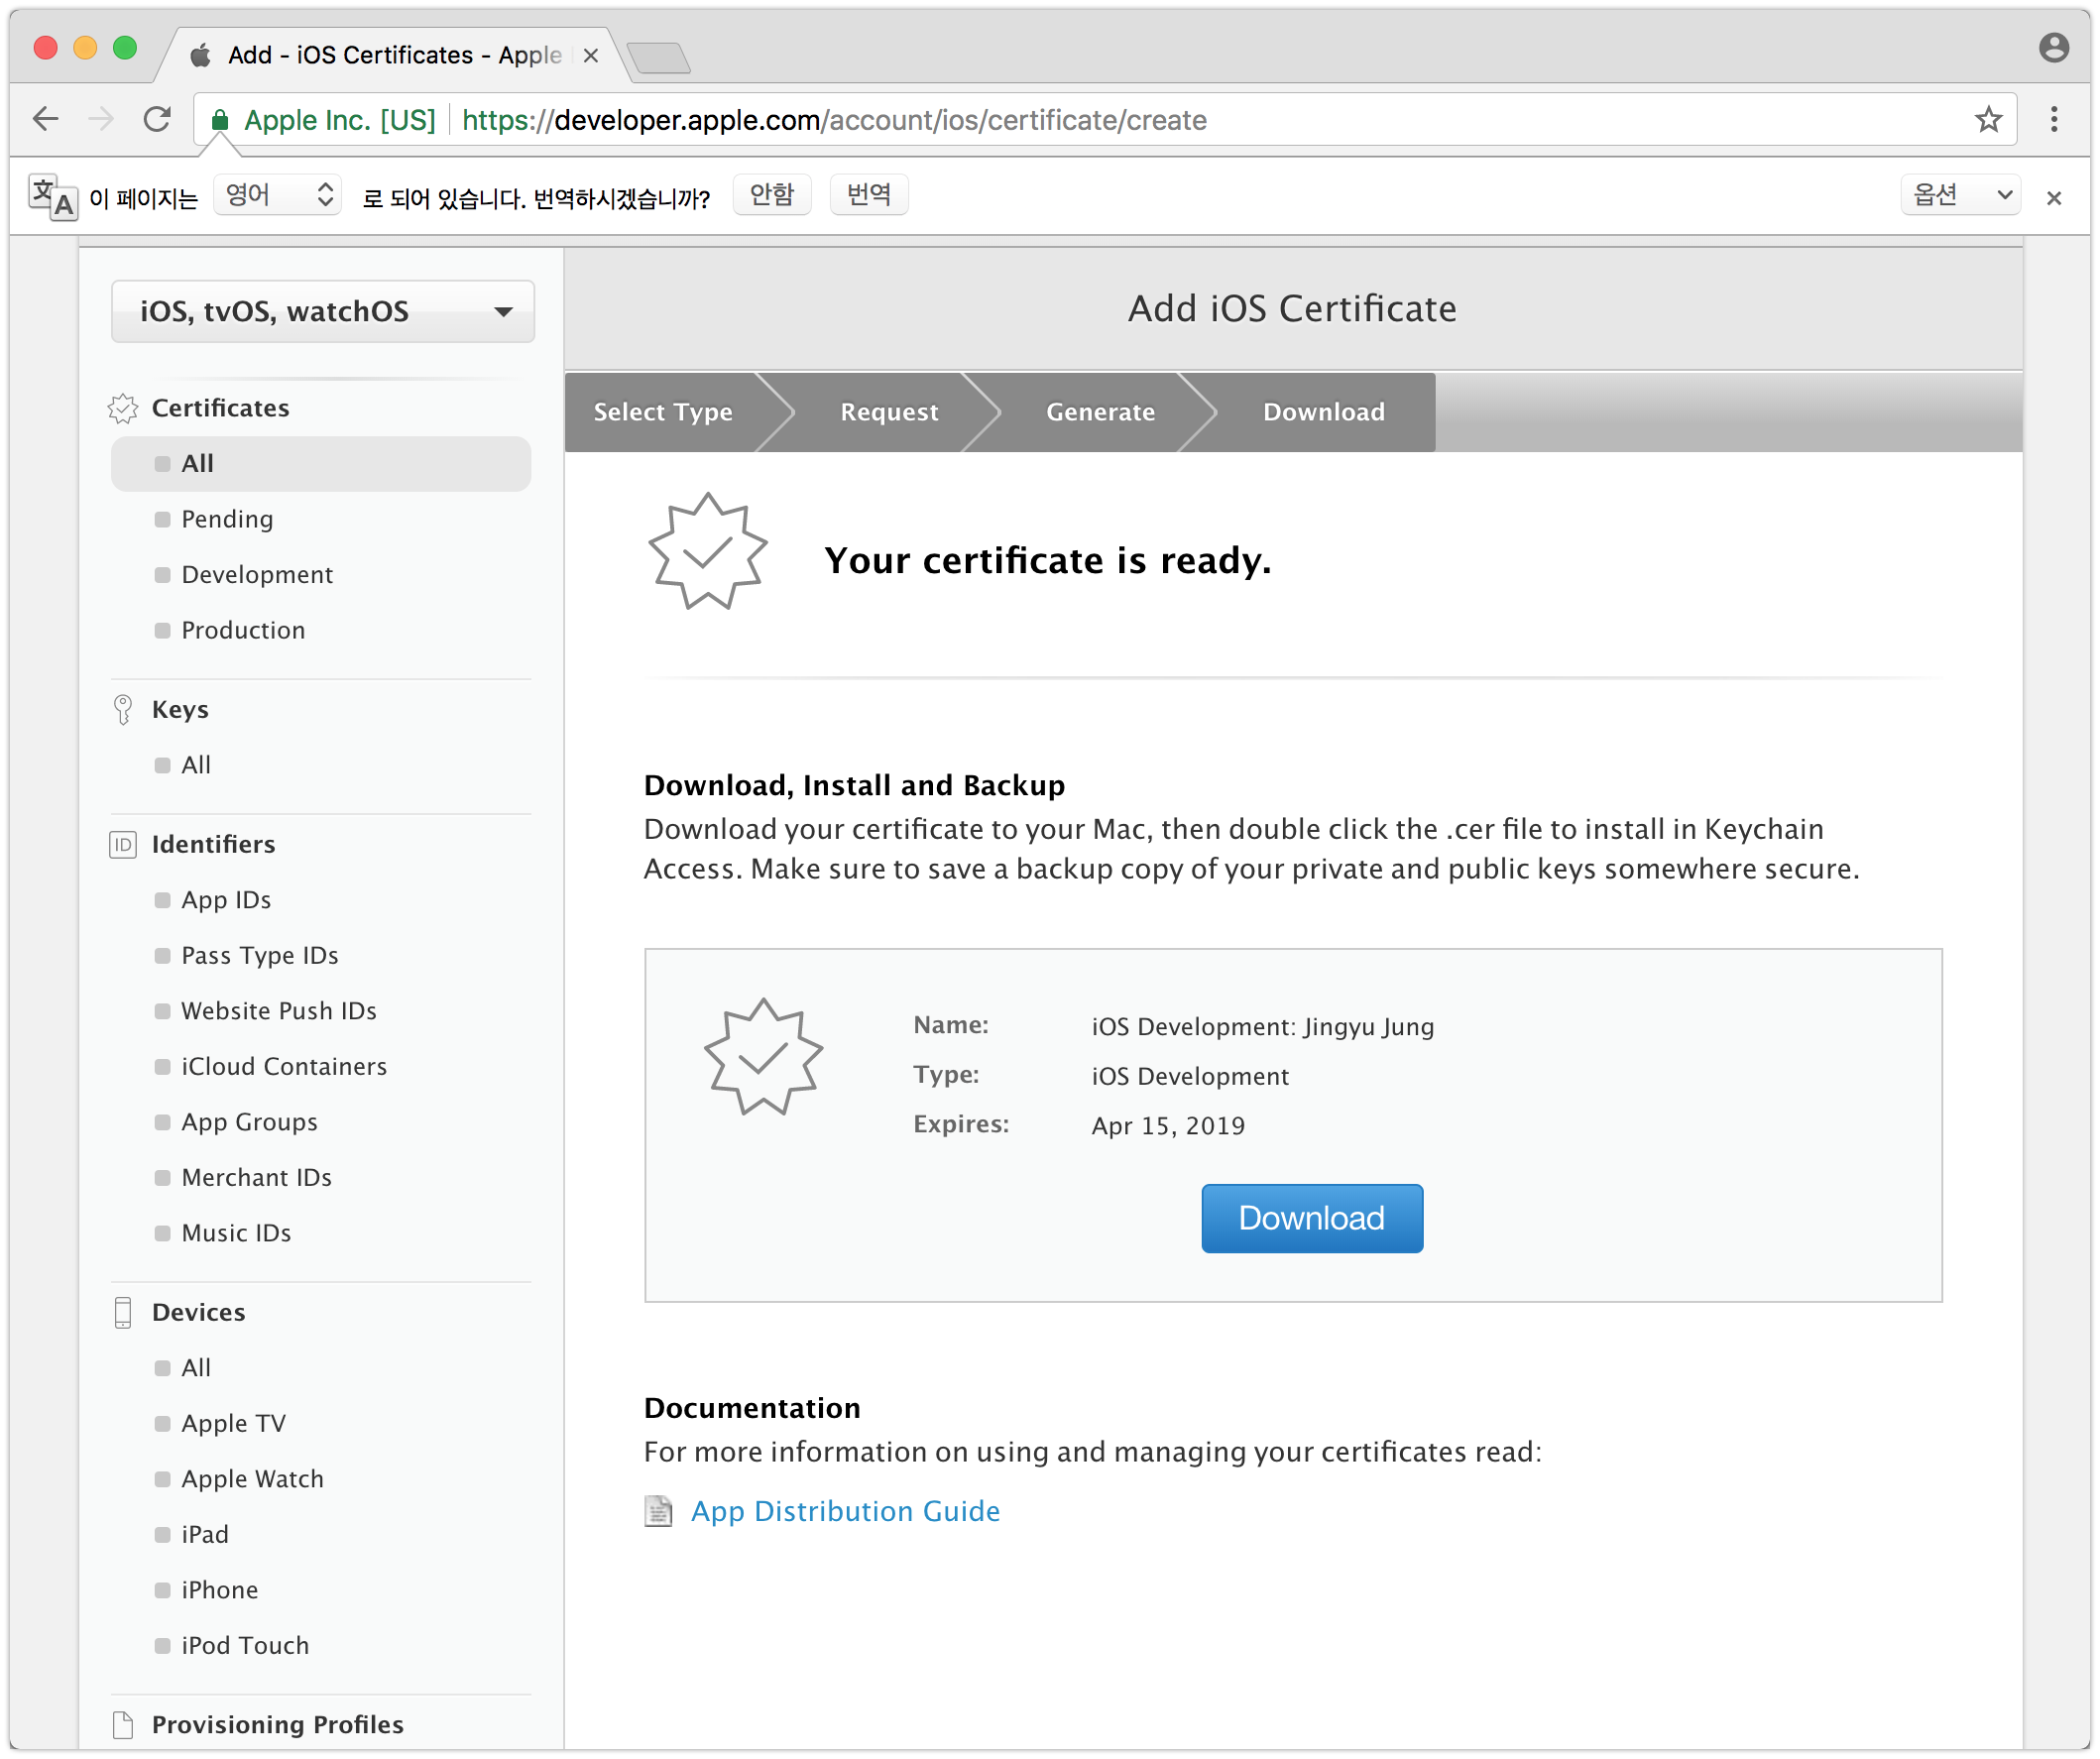 Add - iOS Certificates - Apple
Apple Inc. [US] https://developer.apple.com/account/ios/certificate/create
이 페이지는 영어 로 되어 있습니다. 번역하시겠습니까? 안함 번역 옵션
iOS, tvOS, watchOS
Certificates
All
Pending
Development
Production
Keys
All
Identifiers
App IDs
Pass Type IDs
Website Push IDs
iCloud Containers
App Groups
Merchant IDs
Music IDs
Devices
All
Apple TV
Apple Watch
iPad
iPhone
iPod Touch
Provisioning Profiles
Add iOS Certificate
Select Type Request Generate Download
Your certificate is ready.
Download, Install and Backup
Download your certificate to your Mac, then double click the .cer file to install in Keychain
Access. Make sure to save a backup copy of your private and public keys somewhere secure.
Name: iOS Development: Jingyu Jung
Type: iOS Development
Expires: Apr 15, 2019
Download
Documentation
For more information on using and managing your certificates read:
App Distribution Guide